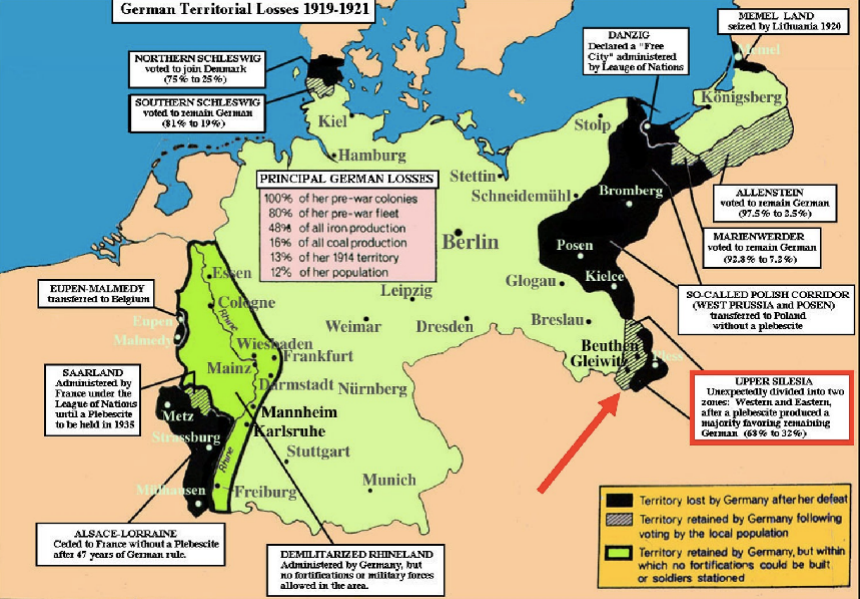 German Territorial Losses 1919-1921
NORTHERN SCHLESWIG
voted to join Denmark
(75% to 25%)
SOUTHERN SCHLESWIG
voted to remain German
(81% to 19%)
DANZIG
Declared a "Free
City" administered
by Leauge of Nations
MEMEL LAND
seized by Lithuania 1920
Memel
Königsberg
Stolp
Kiel
Hamburg
Stettin
Schneidemühl
PRINCIPAL GERMAN LOSSES
100% of her pre-war colonies
80% of her pre-war fleet
48% of all iron production
16% of all coal production
13% of her 1914 territory
12% of her population
Berlin
Bromberg
ALLENSTEIN
voted to remain German
(97.5% to 2.5%)
MARIENWERDER
voted to remain German
(92.8% to 7.2%)
Posen
Kielce
Glogau
SO-CALLED POLISH CORRIDOR
(WEST PRUSSIA and POSEN)
transferred to Poland
without a plebiscite
Essen
Cologne
Rhine
Leipzig
EUPEN-MALMEDY
transferred to Belgium
Eupen
Malmedy
Weimar
Dresden
Breslau
Wiesbaden
Frankfurt
Mainz
Darmstadt
Nürnberg
Beuthen
Gleiwitz
Pless
SAARLAND
Administered by
France under the
League of Nations
until a Plebiscite
to be held in 1935
UPPER SILESIA
Unexpectedly divided into two
zones: Western and Eastern,
after a plebiscite produced a
majority favoring remaining
German (68% to 32%)
Metz
Mannheim
Karlsruhe
Strassburg
Stuttgart
Rhine
Mülhausen
Freiburg
Munich
ALSACE-LORRAINE
Ceded to France without a Plebiscite
after 47 years of German rule.
DEMILITARIZED RHINELAND
Administered by Germany, but
no fortifications or military forces
allowed in the area.
Territory lost by Germany after her defeat
Territory retained by Germany following
voting by the local population
Territory retained by Germany, but within
which no fortifications could be built
or soldiers stationed